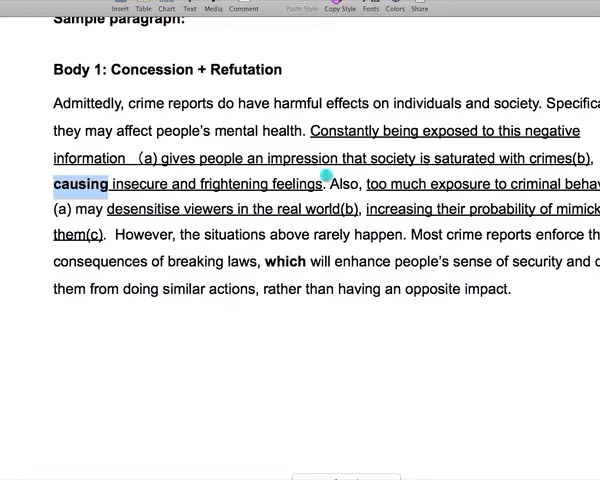 Insert Table Chart Text Media Comment Paste Style Copy Style Fonts Colors Share
Sample paragraph:
Body 1: Concession + Refutation
Admittedly, crime reports do have harmful effects on individuals and society.
they may affect people’s mental health. Constantly being exposed to this negative
information （a) gives people an impression that society is saturated with crimes(b),
causing insecure and frightening feelings. Also, too much exposure to criminal
(a) may desensitise viewers in the real world(b), increasing their probability of
them(c).  However, the situations above rarely happen. Most crime reports enforce
consequences of breaking laws, which will enhance people’s sense of security and
them from doing similar actions, rather than having an opposite impact.